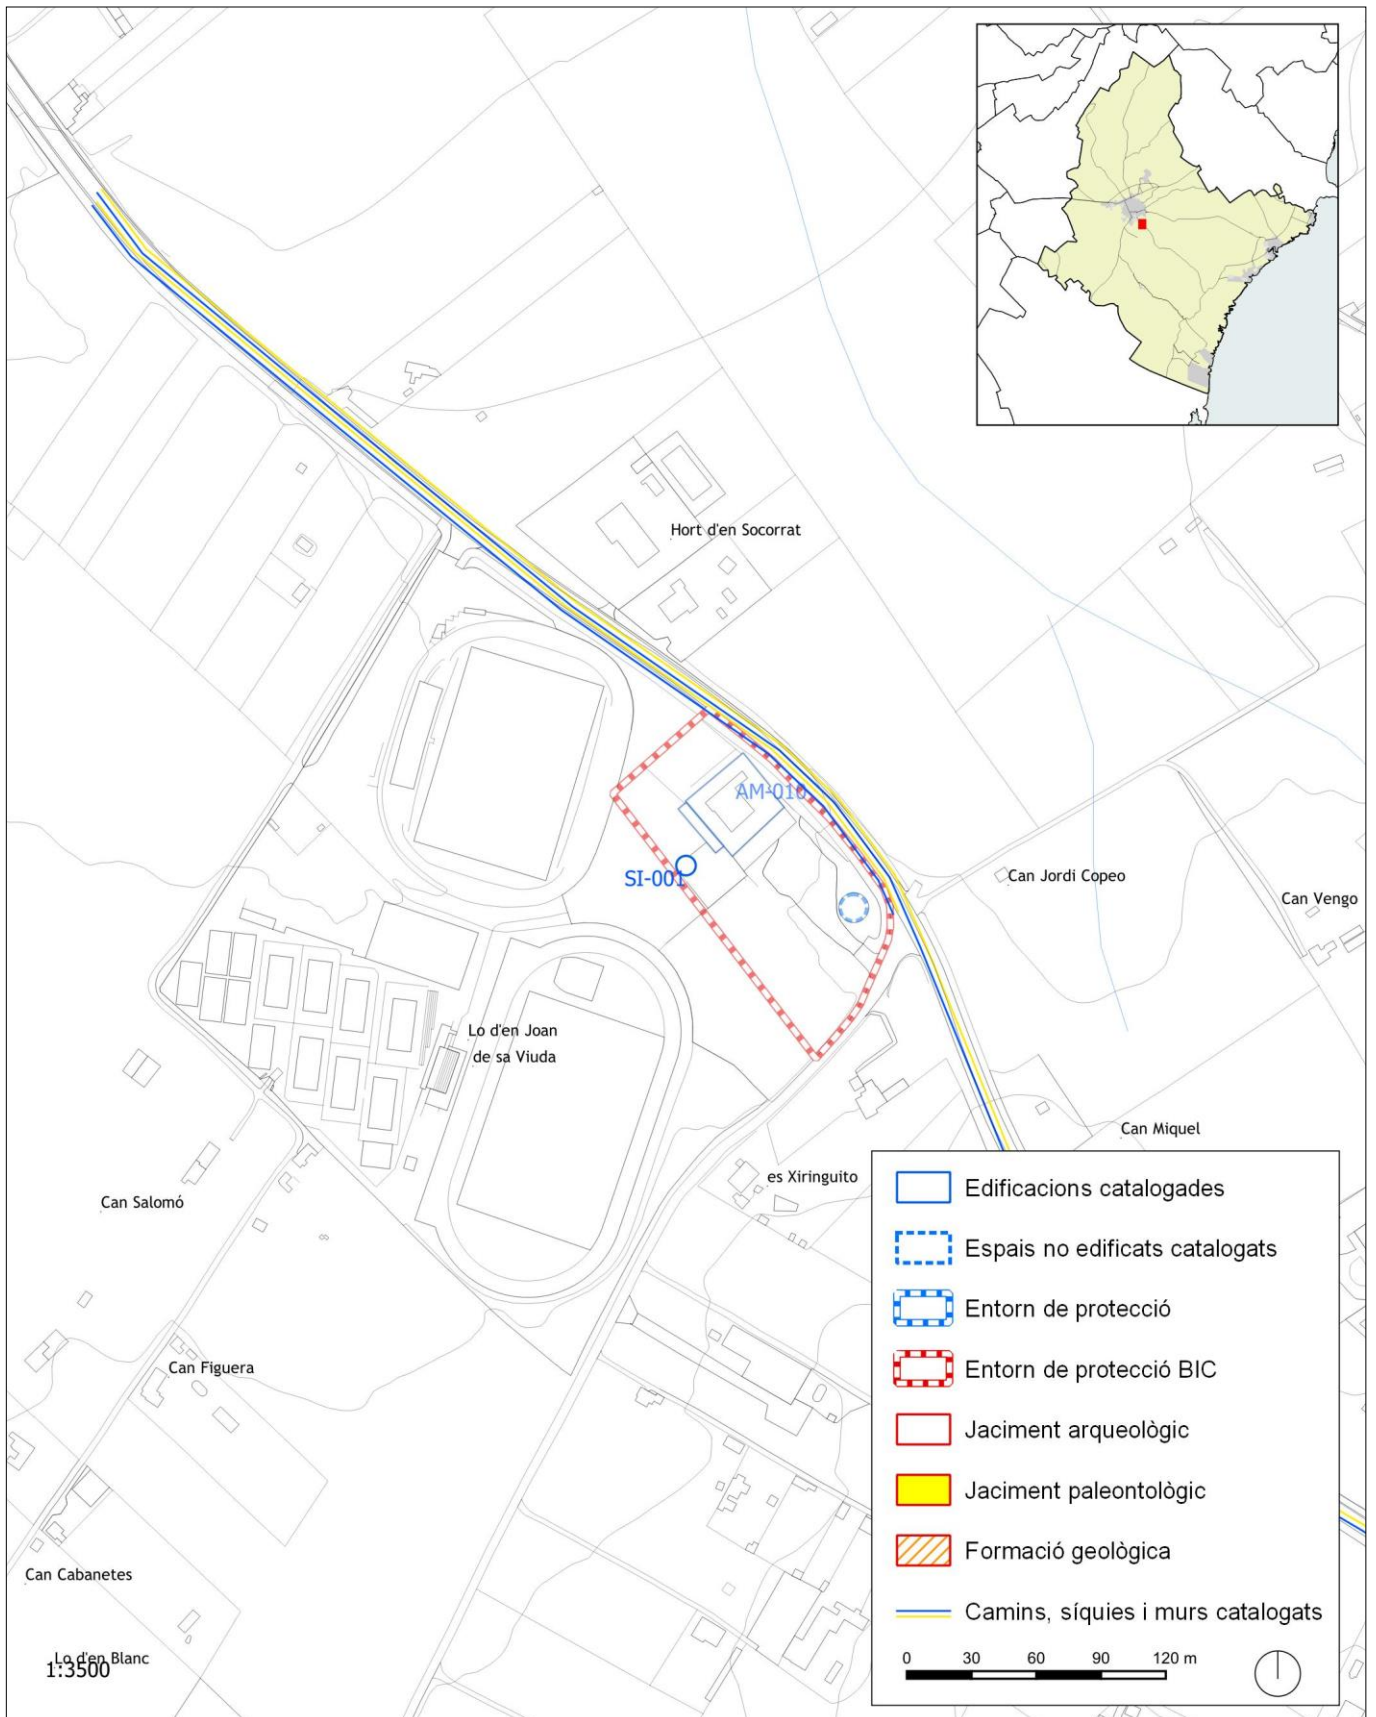 Hort d'en Socorrat
AM-010
SI-001
Can Jordi Copeo
Can Vengo
Lo d'en Joan
de sa Viuda
Can Miquel
es Xiringuito
Can Salomó
Can Figuera
Can Cabanetes
Lo d'en Blanc
1:3500
Edificacions catalogades
Espais no edificats catalogats
Entorn de protecció
Entorn de protecció BIC
Jaciment arqueològic
Jaciment paleontològic
Formació geològica
Camins, síquies i murs catalogats
0 30 60 90 120 m